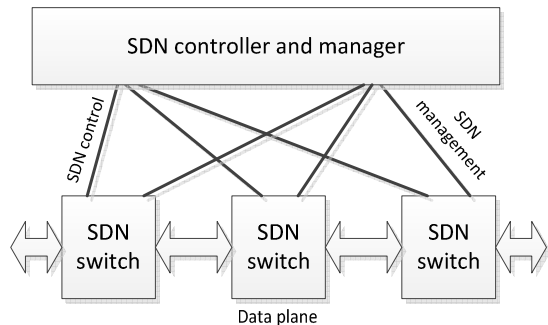 SDN controller and manager
SDN control
SDN
management
SDN
switch
SDN
switch
SDN
switch
Data plane